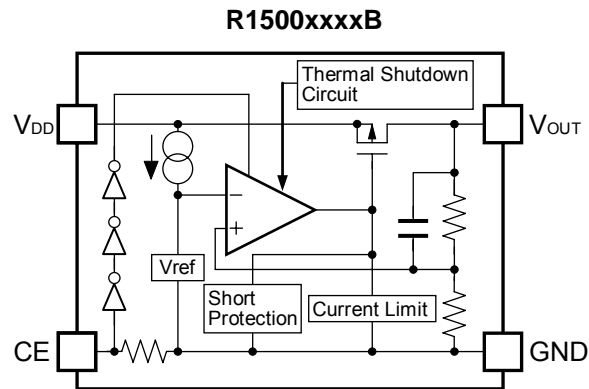 R1500xxxxB
Thermal Shutdown
Circuit
VDD
VOUT
−
+
Vref
Short
Protection
Current Limit
CE
GND